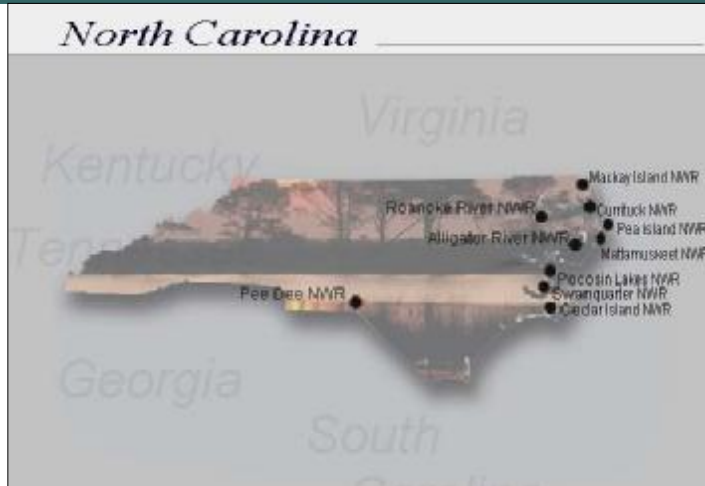 North Carolina
Virginia
Kentucky
Mackay Island NWR
Roanoke River NWR
Currituck NWR
Pea Island NWR
Alligator River NWR
Mattamuskeet NWR
Pocosin Lakes NWR
Pee Dee NWR
Swanquarter NWR
Cedar Island NWR
Georgia
South